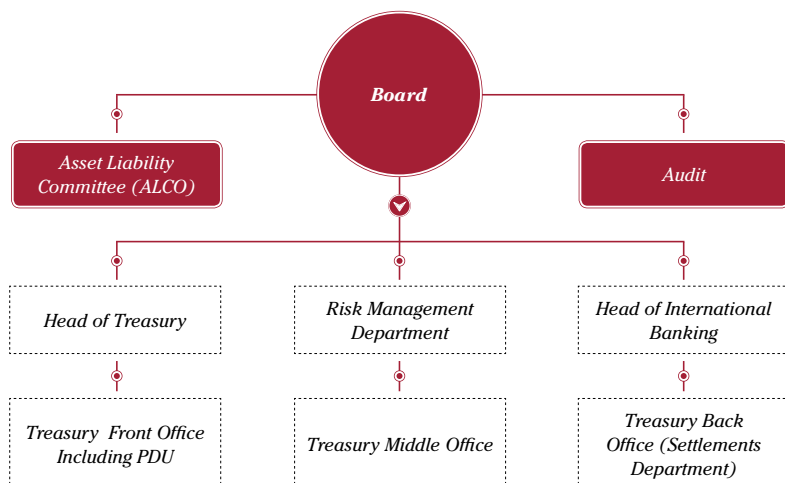 Board
Asset Liability
Committee (ALCO)
Audit
Head of Treasury
Risk Management
Department
Head of International
Banking
Treasury Front Office
Including PDU
Treasury Middle Office
Treasury Back
Office (Settlements
Department)